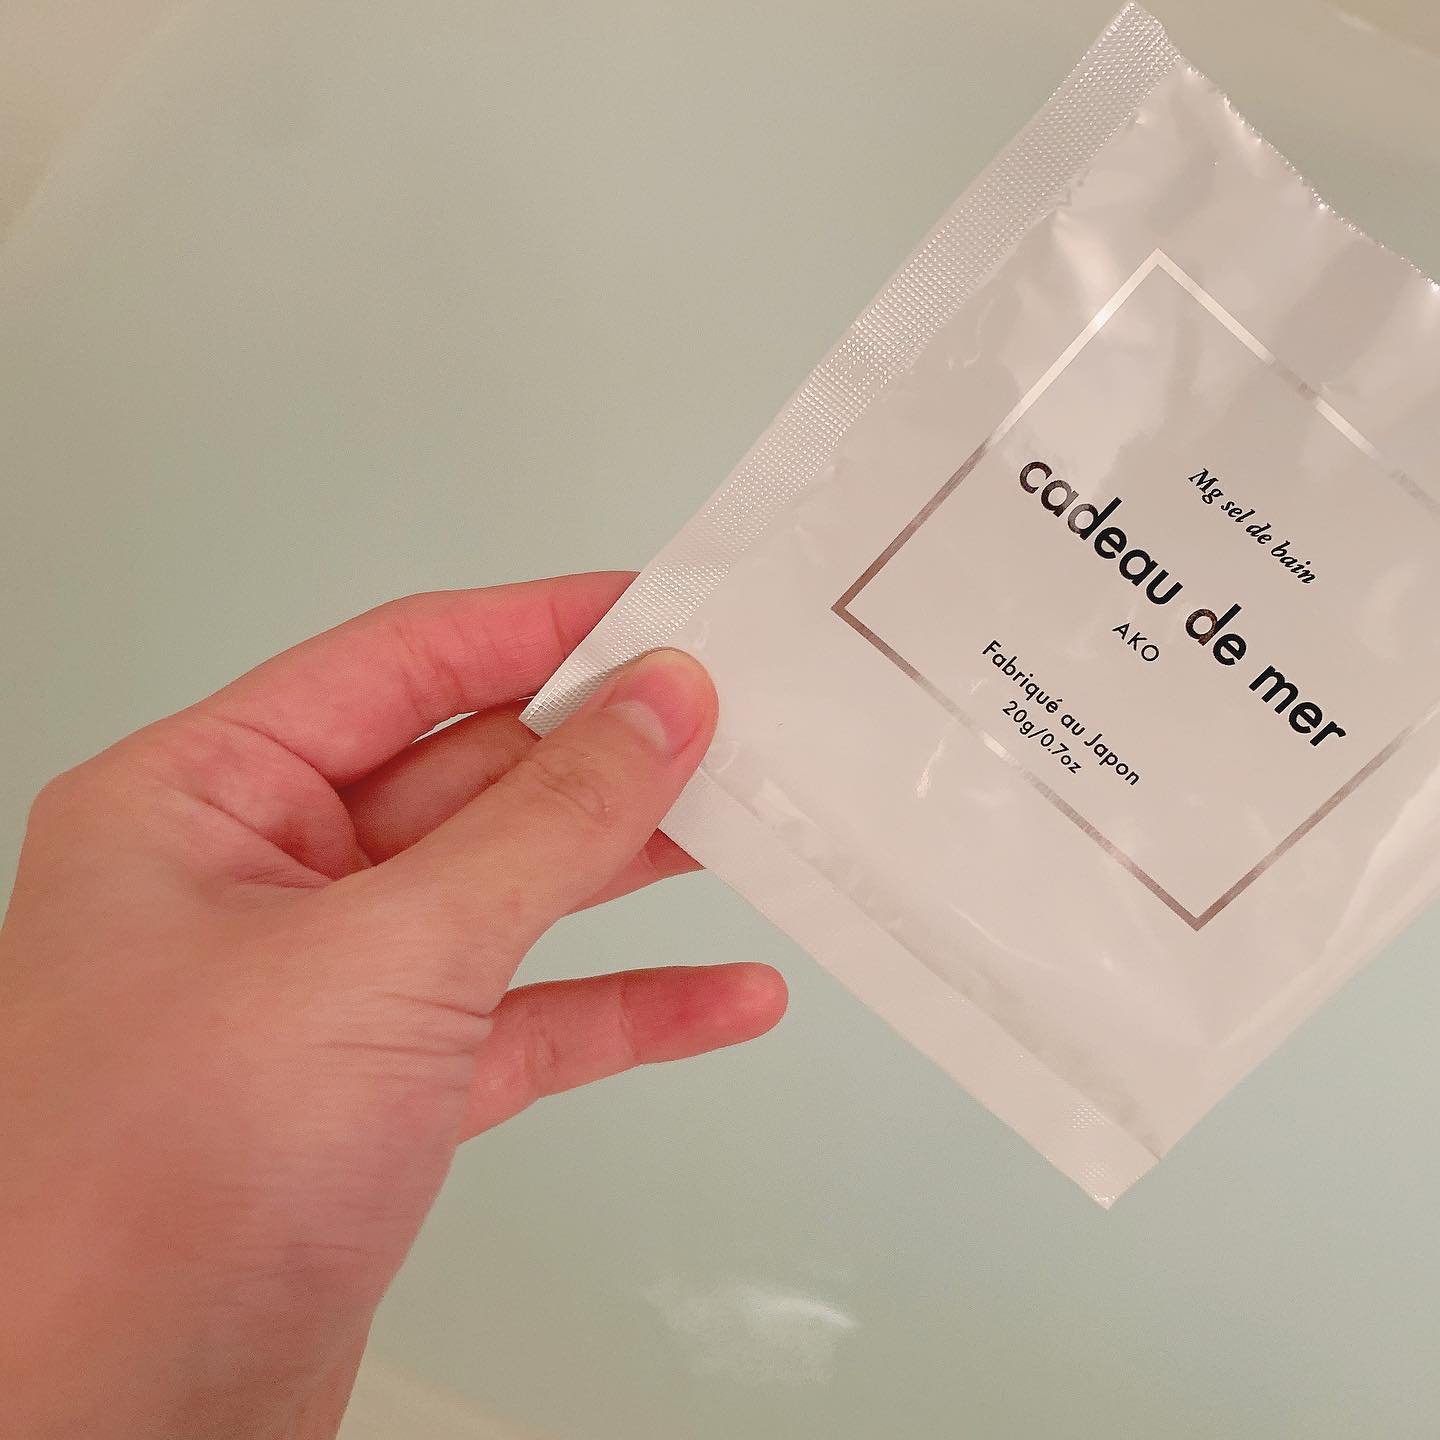 Mg sel de bain
cadeau de mer
AKO
Fabriqué au Japon
20g/0.7oz